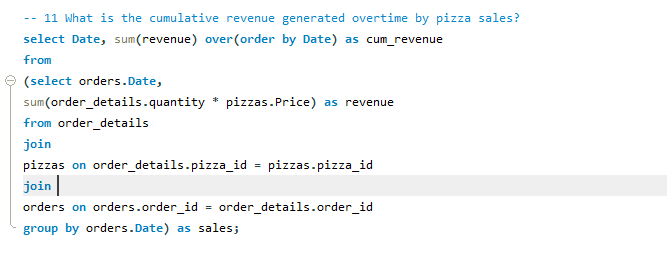 -- 11 What is the cumulative revenue generated overtime by pizza sales?
select Date, sum(revenue) over(order by Date) as cum_revenue
from
(select orders.Date,
sum(order_details.quantity * pizzas.Price) as revenue
from order_details
join
pizzas on order_details.pizza_id = pizzas.pizza_id
join
orders on orders.order_id = order_details.order_id
group by orders.Date) as sales;